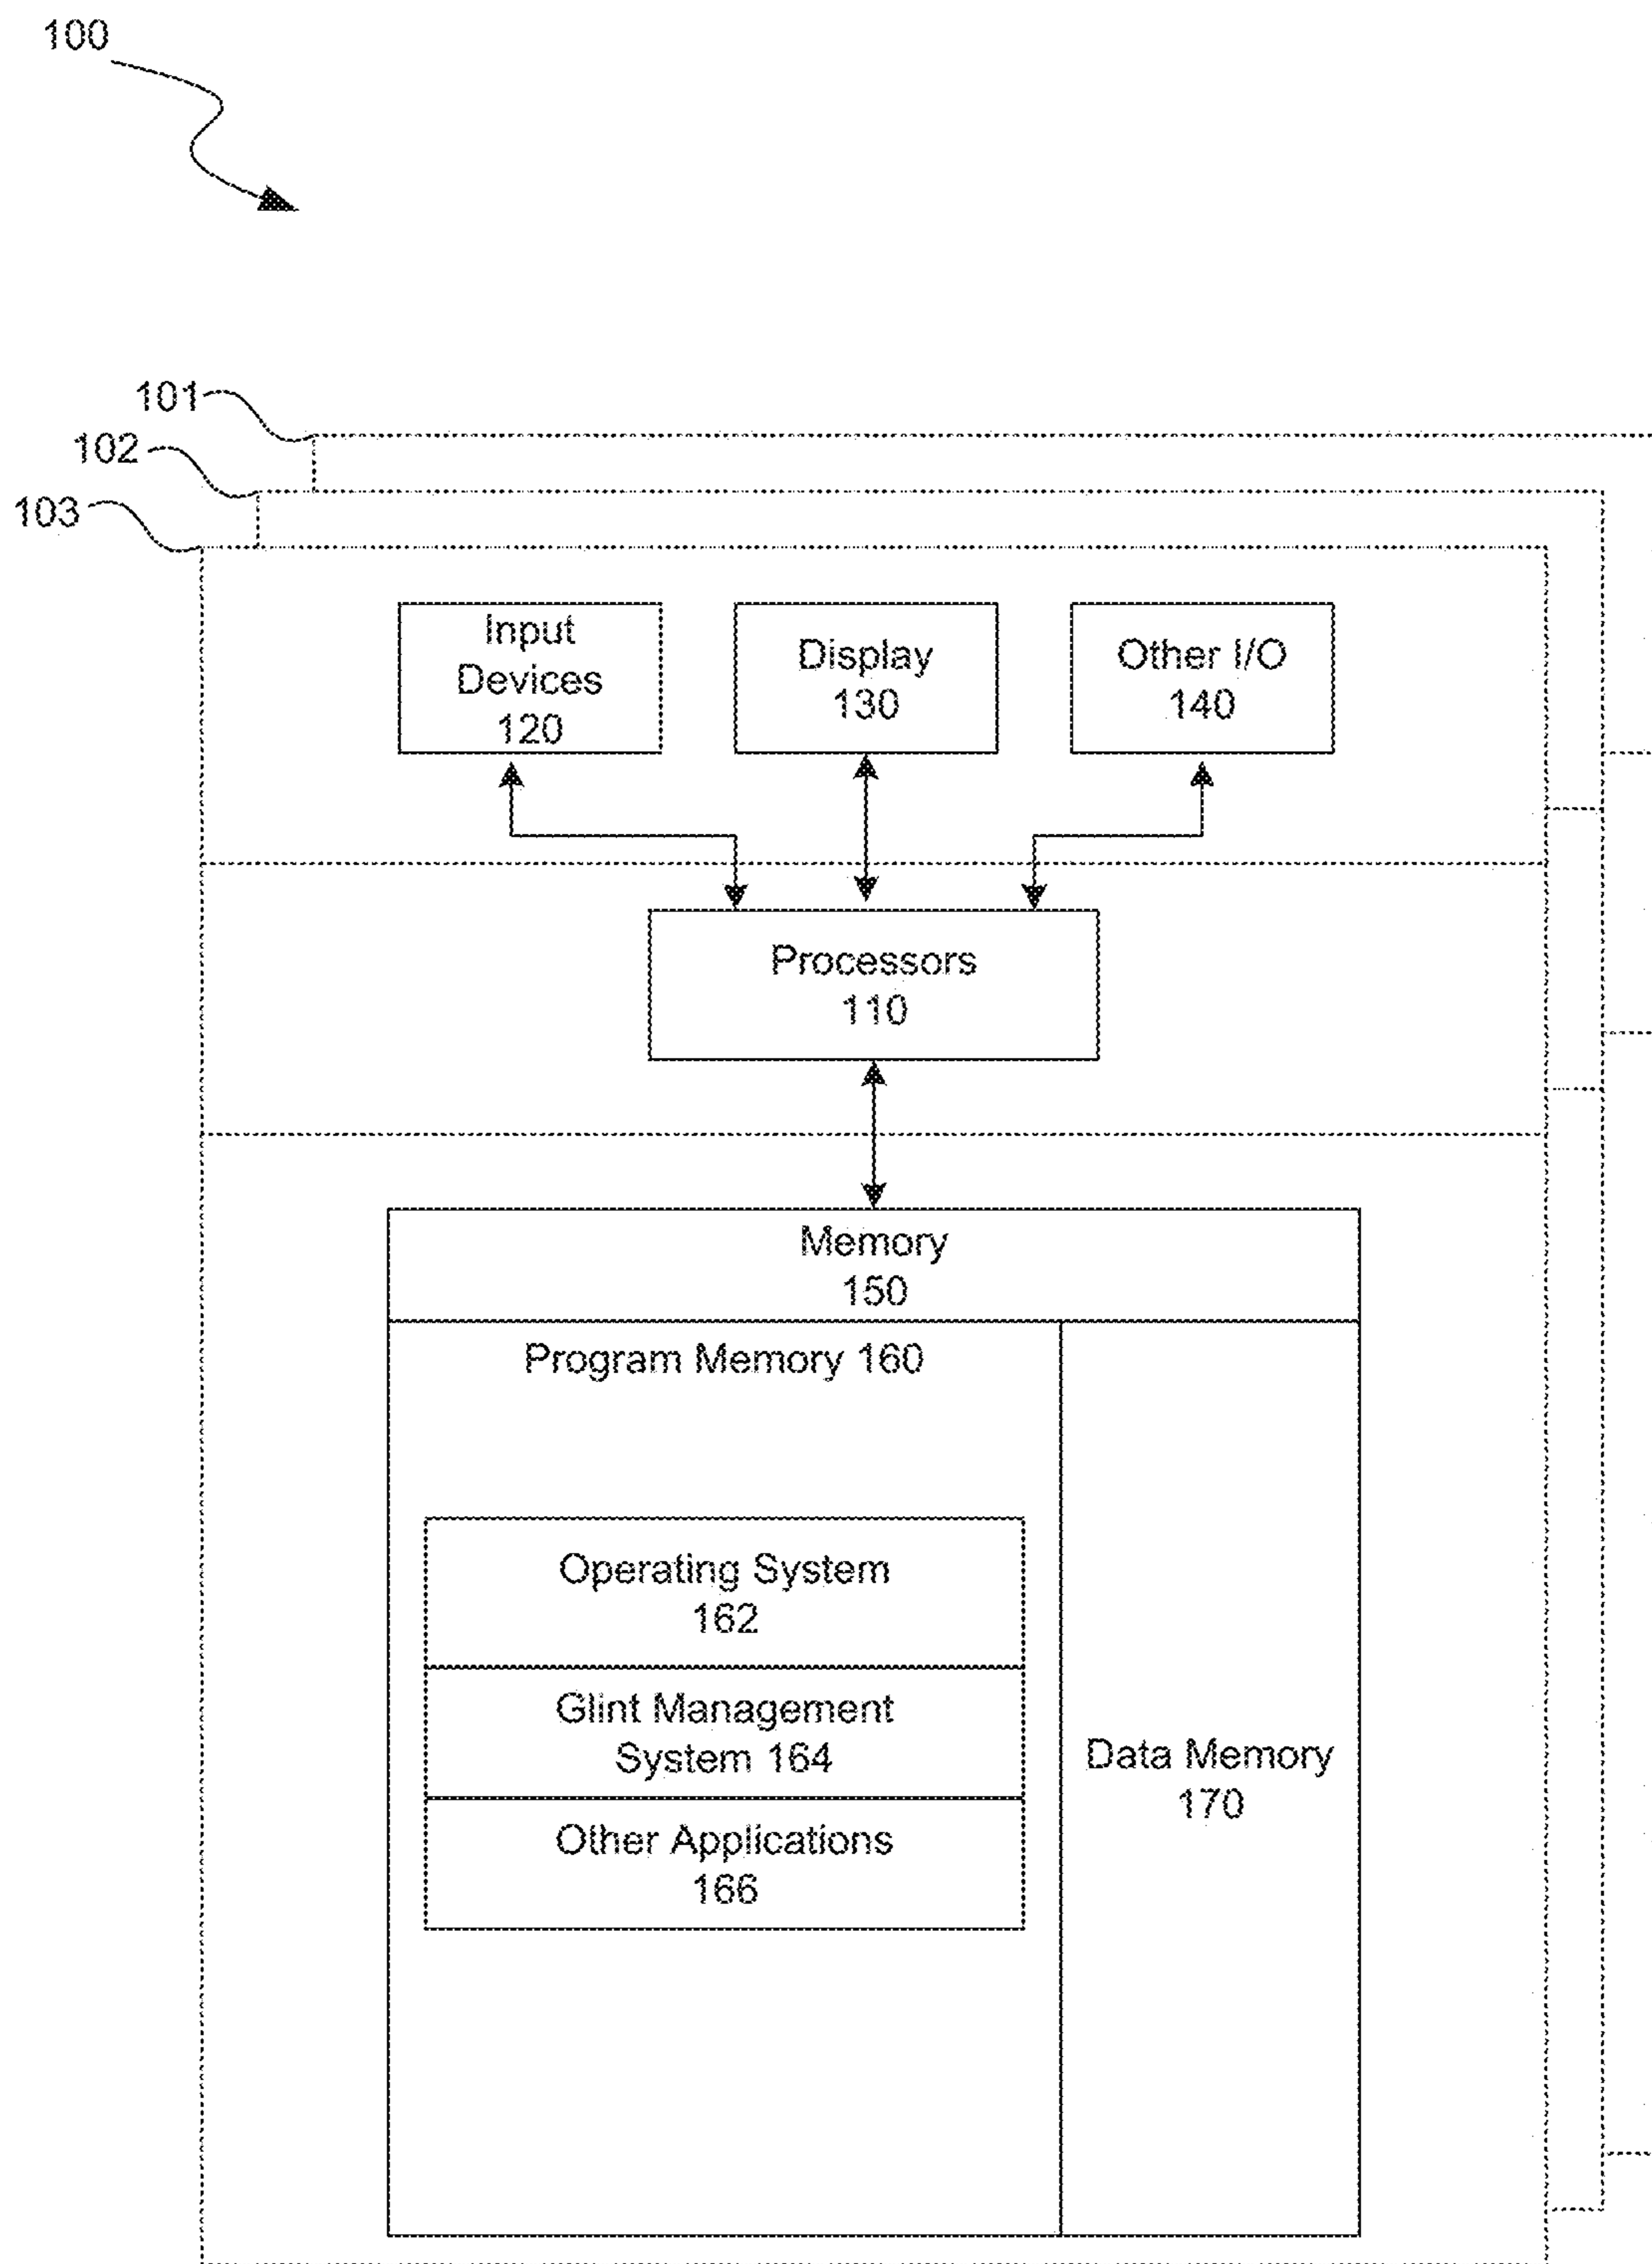 100
101
102
103
Input
Devices
120
Display
130
Other I/O
140
Processors
110
Memory
150
Program Memory 160
Operating System
162
Glint Management
System 164
Other Applications
166
Data Memory
170